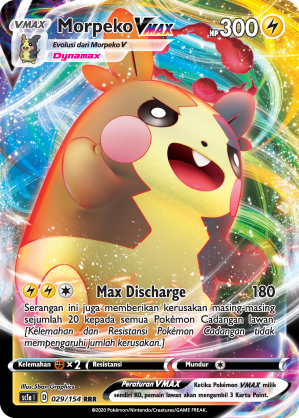 VMAX Morpeko VMAX HP 300
Evolusi dari Morpeko V
Dynamax
Max Discharge 180
Serangan ini juga memberikan kerusakan masing-masing
sejumlah 20 kepada semua Pokémon Cadangan lawan.
[Kelemahan dan Resistansi Pokémon Cadangan tidak
mempengaruhi jumlah kerusakan.]
Kelemahan ×2 Resistansi Mundur
Illus. 5ban Graphics
sc1a I D 029/154 RRR
Peraturan VMAX Ketika Pokémon VMAX milik
sendiri KO, pemain lawan akan mengambil 3 Kartu Point.
©2020 Pokémon/Nintendo/Creatures/GAME FREAK.